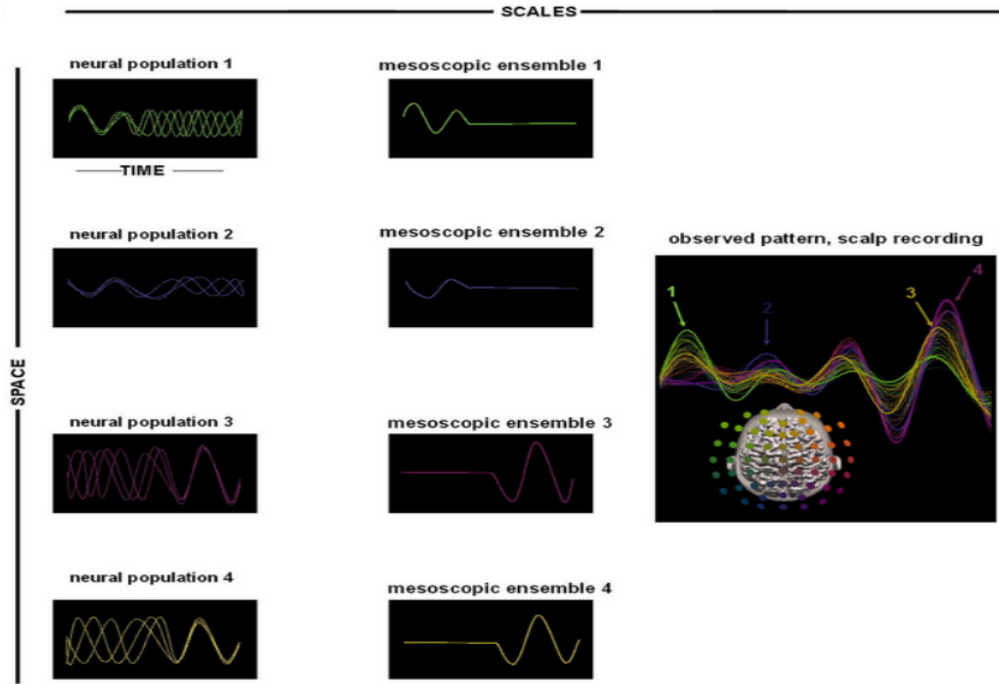 SCALES
neural population 1
mesoscopic ensemble 1
TIME
neural population 2
mesoscopic ensemble 2
observed pattern, scalp recording
1
2
3
4
SPACE
neural population 3
mesoscopic ensemble 3
neural population 4
mesoscopic ensemble 4